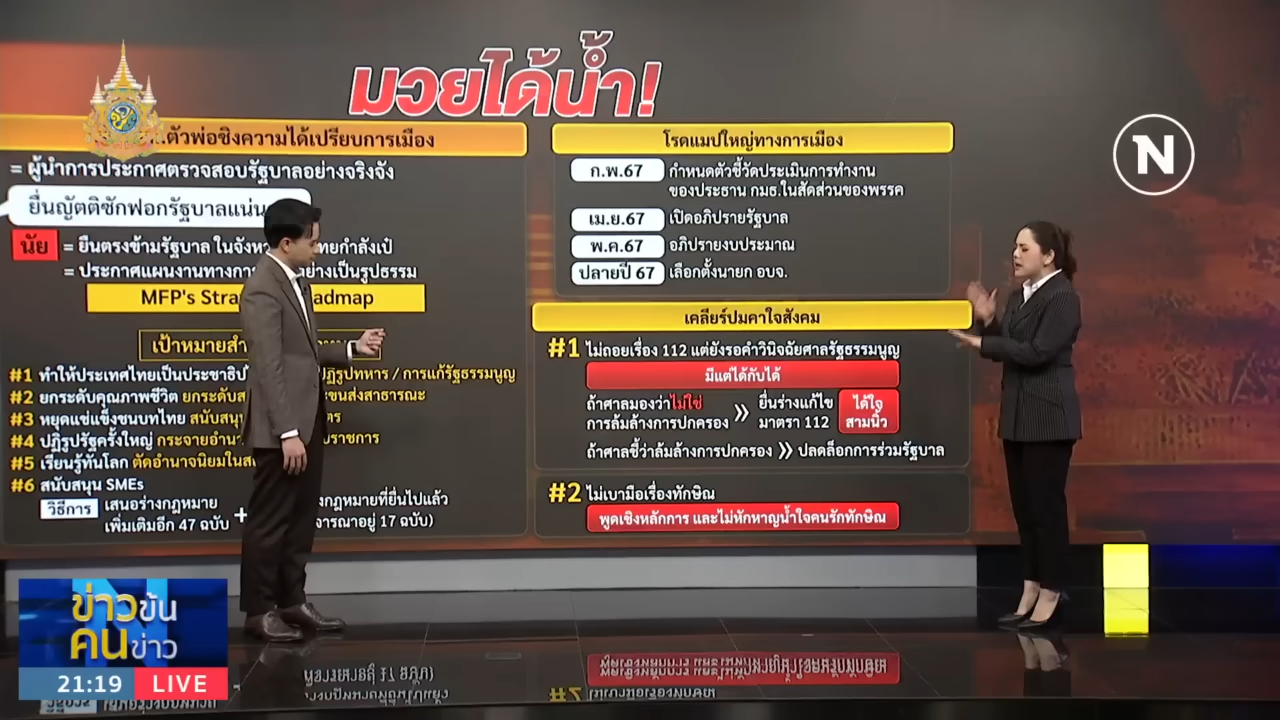 มวยได้น้ำ!
...ตัวพ่อชิงความได้เปรียบการเมือง
= ผู้นำการประกาศตรวจสอบรัฐบาลอย่างจริงจัง
ยื่นญัตติซักฟอกรัฐบาลแน่น
นัย = ยืนตรงข้ามรัฐบาล ในจังหวะ ทยกำลังเป๋
= ประกาศแผนงานทางกา อย่างเป็นรูปธรรม
MFP's Stra admap
เป้าหมายสำ
#1 ทำให้ประเทศไทยเป็นประชาธิป ฏิรูปทหาร / การแก้รัฐธรรมนูญ
#2 ยกระดับคุณภาพชีวิต ยกระดับส ขนส่งสาธารณะ
#3 หยุดแช่แข็งชนบทไทย สนับสนุน ตร
#4 ปฏิรูปรัฐครั้งใหญ่ กระจายอำนา ราชการ
#5 เรียนรู้ทันโลก ตัดอำนาจนิยมในส
#6 สนับสนุน SMEs
วิธีการ เสนอร่างกฎหมาย
เพิ่มเติมอีก 47 ฉบับ + งกฎหมายที่ยื่นไปแล้ว
จารณาอยู่ 17 ฉบับ)
โรดแมปใหญ่ทางการเมือง
ก.พ.67 กำหนดตัวชี้วัดประเมินการทำงาน
ของประธาน กมธ.ในสัดส่วนของพรรค
เม.ย.67 เปิดอภิปรายรัฐบาล
พ.ค.67 อภิปรายงบประมาณ
ปลายปี 67 เลือกตั้งนายก อบจ.
เคลียร์ปมคาใจสังคม
#1 ไม่ถอยเรื่อง 112 แต่ยังรอคำวินิจฉัยศาลรัฐธรรมนูญ
มีแต่ได้กับได้
ถ้าศาลมองว่าไม่ใช่
การล้มล้างการปกครอง » ยื่นร่างแก้ไข
มาตรา 112
ได้ใจ
สามนิ้ว
ถ้าศาลชี้ว่าล้มล้างการปกครอง » ปลดล็อกการร่วมรัฐบาล
#2 ไม่เบามือเรื่องทักษิณ
พูดเชิงหลักการ และไม่หักหาญน้ำใจคนรักทักษิณ
N
ข่าวข้น
คนข่าว
21:19 LIVE